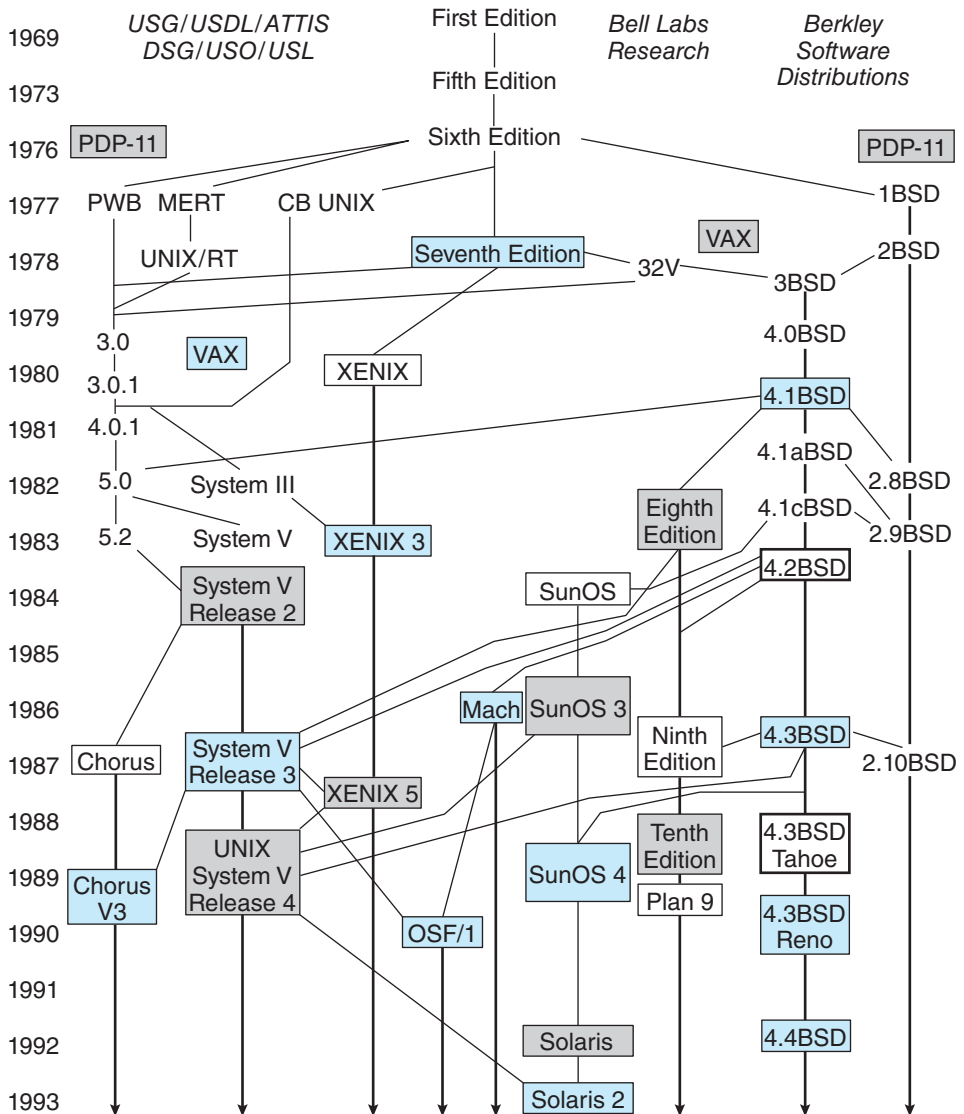 First Edition
1969
USG/USDL/ATTIS
DSG/USO/USL
Bell Labs
Research
Berkley
Software
Distributions
1973
Fifth Edition
1976
PDP-11
Sixth Edition
PDP-11
1977
PWB
MERT
CB UNIX
1BSD
1978
UNIX/RT
Seventh Edition
VAX
2BSD
32V
3BSD
1979
3.0
VAX
4.0BSD
1980
3.0.1
XENIX
4.1BSD
1981
4.0.1
4.1aBSD
1982
5.0
System III
2.8BSD
Eighth
Edition
4.1cBSD
1983
5.2
System V
XENIX 3
2.9BSD
1984
System V
Release 2
SunOS
4.2BSD
1985
1986
Mach
SunOS 3
1987
Chorus
System V
Release 3
Ninth
Edition
4.3BSD
2.10BSD
XENIX 5
1988
UNIX
System V
Release 4
Tenth
Edition
4.3BSD
Tahoe
1989
Chorus
V3
SunOS 4
Plan 9
1990
OSF/1
4.3BSD
Reno
1991
1992
Solaris
4.4BSD
1993
Solaris 2